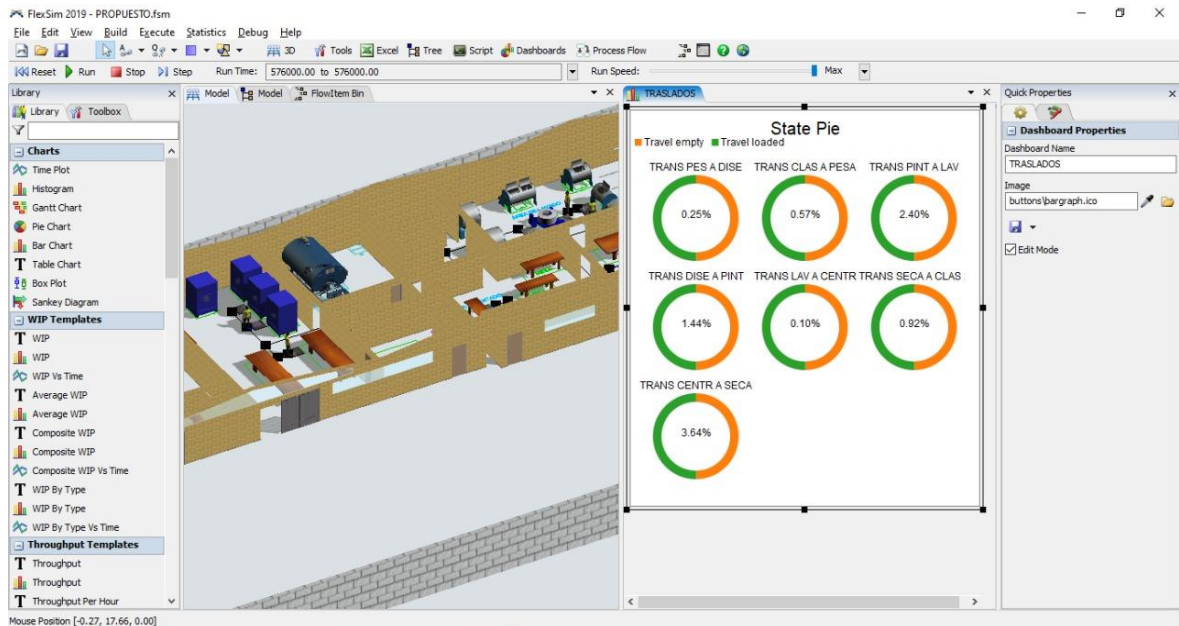 FlexSim 2019 - PROPUESTO.fsm
File Edit View Build Execute Statistics Debug Help
3D Tools Excel Tree Script Dashboards Process Flow
Reset Run Stop Step Run Time: 576000.00 to 576000.00 Run Speed: Max
Library
Library Toolbox
Charts
Time Plot
Histogram
Gantt Chart
Pie Chart
Bar Chart
Table Chart
Box Plot
Sankey Diagram
WIP Templates
WIP
WIP
WIP Vs Time
Average WIP
Average WIP
Composite WIP
Composite WIP
Composite WIP Vs Time
WIP By Type
WIP By Type
WIP By Type Vs Time
Throughput Templates
Throughput
Throughput
Throughput Per Hour
Model Model FlowItem Bin
TRASLADOS
State Pie
Travel empty Travel loaded
TRANS PES A DISE TRANS CLAS A PESA TRANS PINT A LAV
0.25% 0.57% 2.40%
TRANS DISE A PINT TRANS LAV A CENTR TRANS SECA A CLAS
1.44% 0.10% 0.92%
TRANS CENTR A SECA
3.64%
Quick Properties
Dashboard Properties
Dashboard Name
TRASLADOS
Image
buttons\bargraph.ico
Edit Mode
Mouse Position [-0.27, 17.66, 0.00]